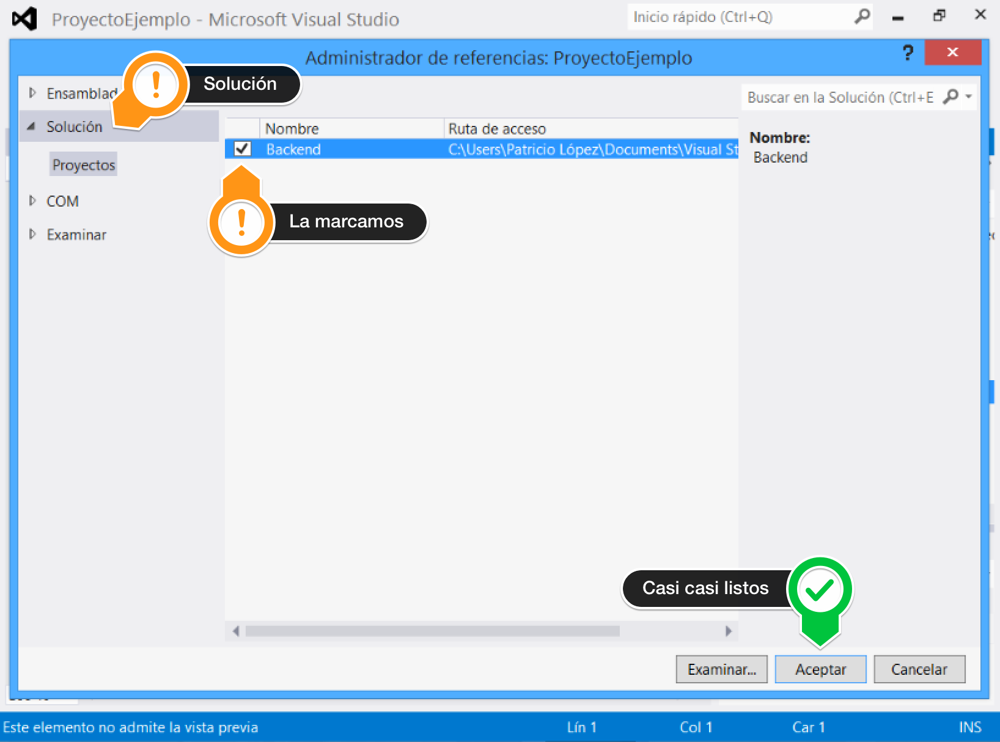 ProyectoEjemplo - Microsoft Visual Studio
Inicio rápido (Ctrl+Q)
Administrador de referencias: ProyectoEjemplo
?
Solución
Buscar en la Solución (Ctrl+E
Solución
Proyectos
COM
Examinar
Nombre Ruta de acceso
Backend C:\Users\Patricio López\Documents\Visual St
Nombre:
Backend
La marcamos
Casi casi listos
Examinar...
Aceptar
Cancelar
Este elemento no admite la vista previa
Lín 1
Col 1
Car 1
INS